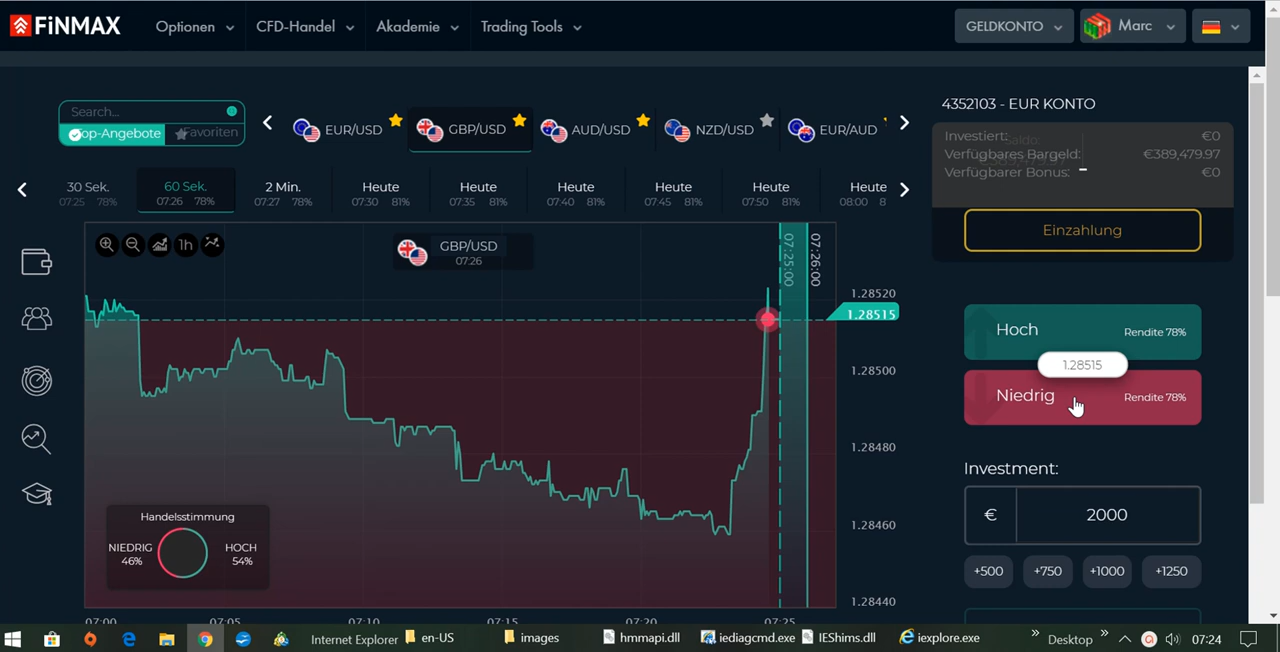 FiNMAX
Optionen
CFD-Handel
Akademie
Trading Tools
GELDKONTO
Marc
Search...
op-Angebote
Favoriten
EUR/USD
GBP/USD
AUD/USD
NZD/USD
EUR/AUD
30 Sek.
07:25 78%
60 Sek.
07:26 78%
2 Min.
07:27 78%
Heute
07:30 81%
Heute
07:35 81%
Heute
07:40 81%
Heute
07:45 81%
Heute
07:50 81%
Heute
08:00 8
1h
GBP/USD
07:26
07:25:00
07:26:00
1.28520
1.28515
1.28500
1.28480
1.28460
1.28440
Handelsstimmung
NIEDRIG
46%
HOCH
54%
07:00
07:05
07:10
07:15
07:20
07:25
4352103 - EUR KONTO
Investiert: €0
Saldo:
Verfügbares Bargeld: €389,479.97
Verfügbarer Bonus: €0
Einzahlung
Hoch
Rendite 78%
1.28515
Niedrig
Rendite 78%
Investment:
€ 2000
+500 +750 +1000 +1250
Internet Explorer
en-US
images
hmmapi.dll
iediagcmd.exe
IEShims.dll
iexplore.exe
Desktop
07:24